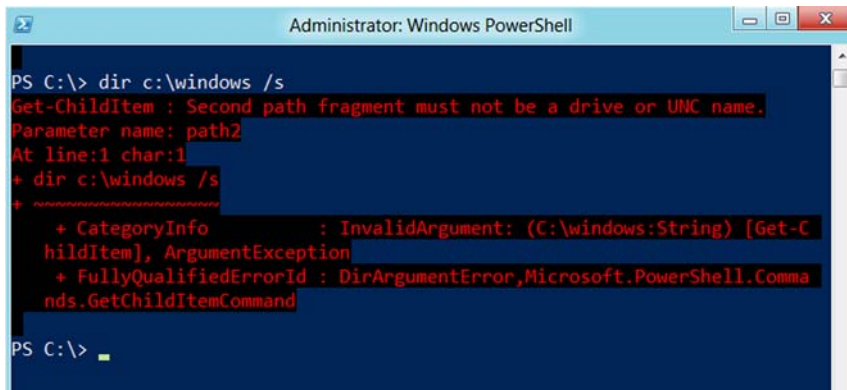 Administrator: Windows PowerShell
PS C:\> dir c:\windows /s
Get-ChildItem : Second path fragment must not be a drive or UNC name.
Parameter name: path2
At line:1 char:1
+ dir c:\windows /s
+ ~~~~~~~~~~~~~~~~~
    + CategoryInfo          : InvalidArgument: (C:\windows:String) [Get-C
   hildItem], ArgumentException
    + FullyQualifiedErrorId : DirArgumentError,Microsoft.PowerShell.Comma
   nds.GetChildItemCommand
PS C:\>